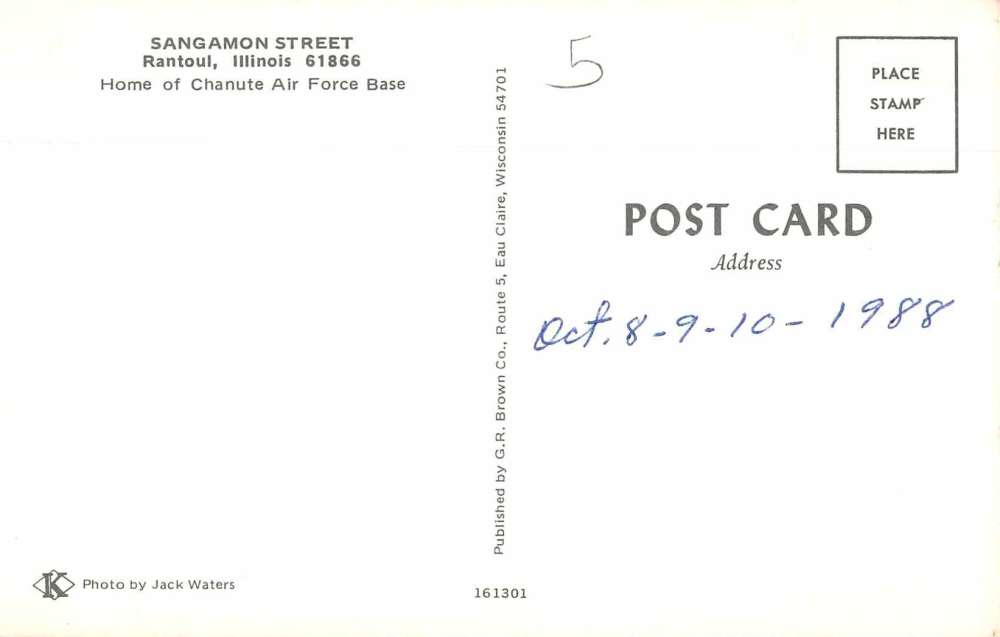 SANGAMON STREET
Rantoul, Illinois 61866
Home of Chanute Air Force Base
Published by G.R. Brown Co., Route 5, Eau Claire, Wisconsin 54701
5
PLACE
STAMP
HERE
POST CARD
Address
Oct. 8-9-10- 1988
K
Photo by Jack Waters
161301